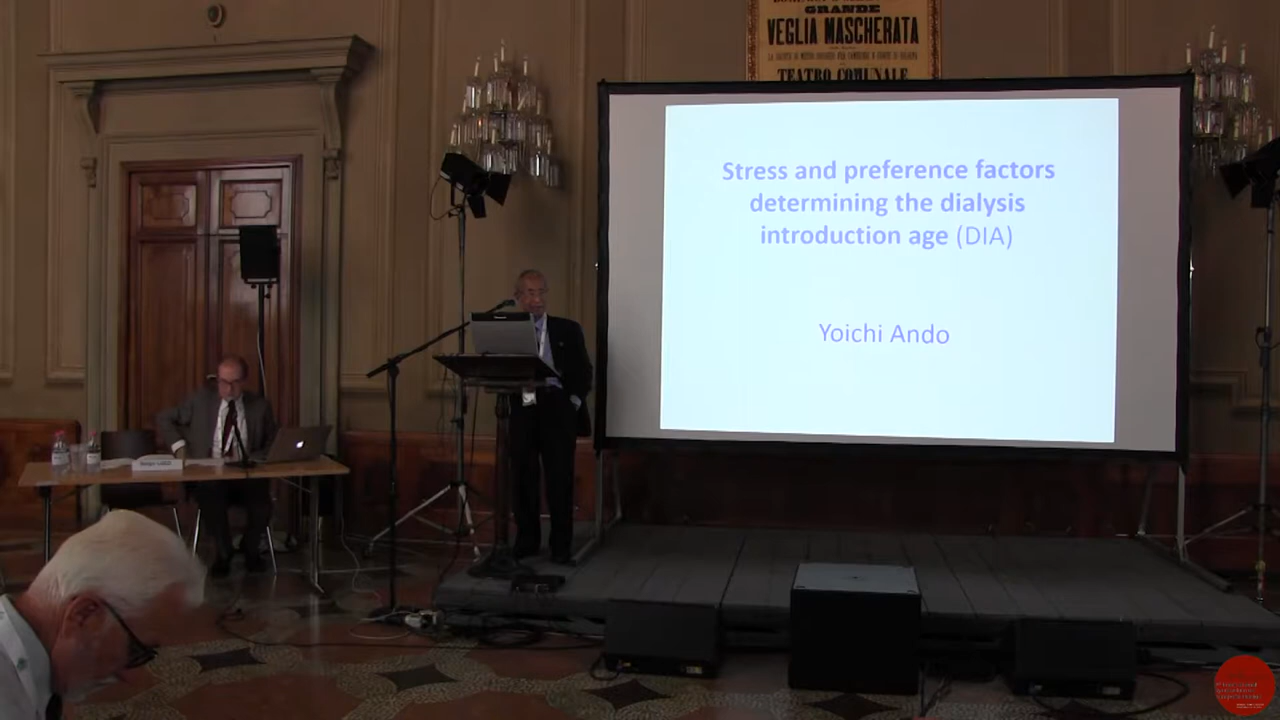 GRANDE
VEGLIA MASCHERATA
TEATRO COMUNALE
Stress and preference factors
determining the dialysis
introduction age (DIA)
Yoichi Ando